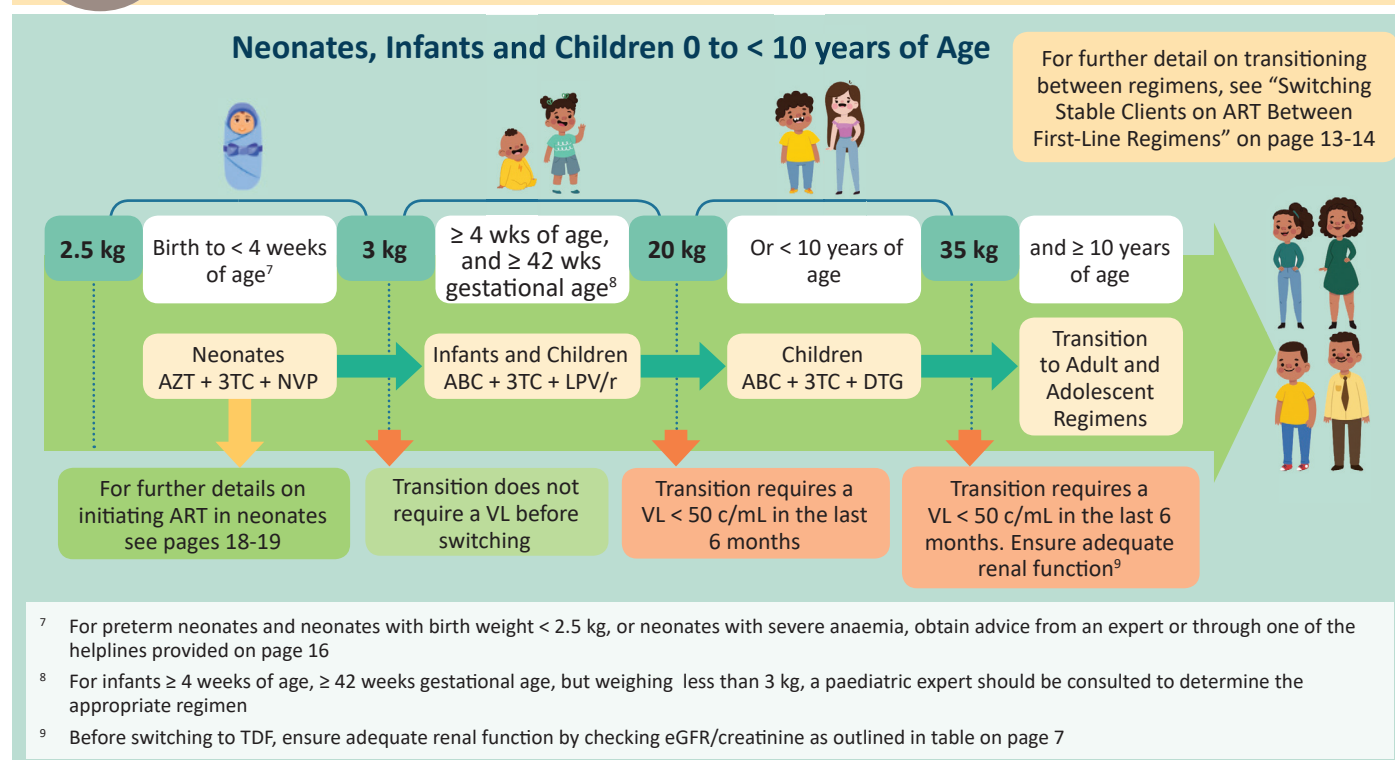 Neonates, Infants and Children 0 to < 10 years of Age
For further detail on transitioning
between regimens, see “Switching
Stable Clients on ART Between
First-Line Regimens” on page 13-14
2.5 kg
Birth to < 4 weeks
of age7
3 kg
≥ 4 wks of age,
and ≥ 42 wks
gestational age8
20 kg
Or < 10 years of
age
35 kg
and ≥ 10 years
of age
Neonates
AZT + 3TC + NVP
Infants and Children
ABC + 3TC + LPV/r
Children
ABC + 3TC + DTG
Transition
to Adult and
Adolescent
Regimens
For further details on
initiating ART in neonates
see pages 18-19
Transition does not
require a VL before
switching
Transition requires a
VL < 50 c/mL in the last
6 months
Transition requires a
VL < 50 c/mL in the last 6
months. Ensure adequate
renal function9
7 For preterm neonates and neonates with birth weight < 2.5 kg, or neonates with severe anaemia, obtain advice from an expert or through one of the
helplines provided on page 16
8 For infants ≥ 4 weeks of age, ≥ 42 weeks gestational age, but weighing less than 3 kg, a paediatric expert should be consulted to determine the
appropriate regimen
9 Before switching to TDF, ensure adequate renal function by checking eGFR/creatinine as outlined in table on page 7